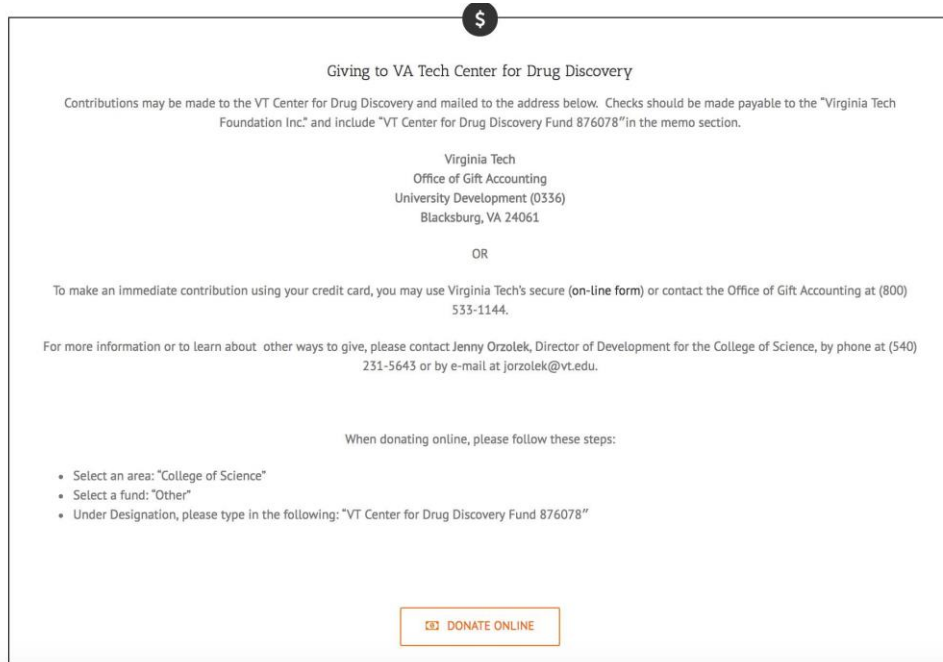 $
Giving to VA Tech Center for Drug Discovery
Contributions may be made to the VT Center for Drug Discovery and mailed to the address below. Checks should be made payable to the “Virginia Tech
Foundation Inc.” and include “VT Center for Drug Discovery Fund 876078″in the memo section.
Virginia Tech
Office of Gift Accounting
University Development (0336)
Blacksburg, VA 24061
OR
To make an immediate contribution using your credit card, you may use Virginia Tech’s secure (on-line form) or contact the Office of Gift Accounting at (800)
533-1144.
For more information or to learn about other ways to give, please contact Jenny Orzolek, Director of Development for the College of Science, by phone at (540)
231-5643 or by e-mail at jorzolek@vt.edu.
When donating online, please follow these steps:
• Select an area: “College of Science”
• Select a fund: “Other”
• Under Designation, please type in the following: “VT Center for Drug Discovery Fund 876078″
DONATE ONLINE